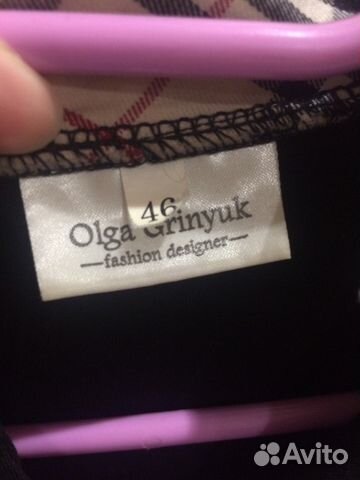 46
Olga Grinyuk
—fashion designer—
Avito